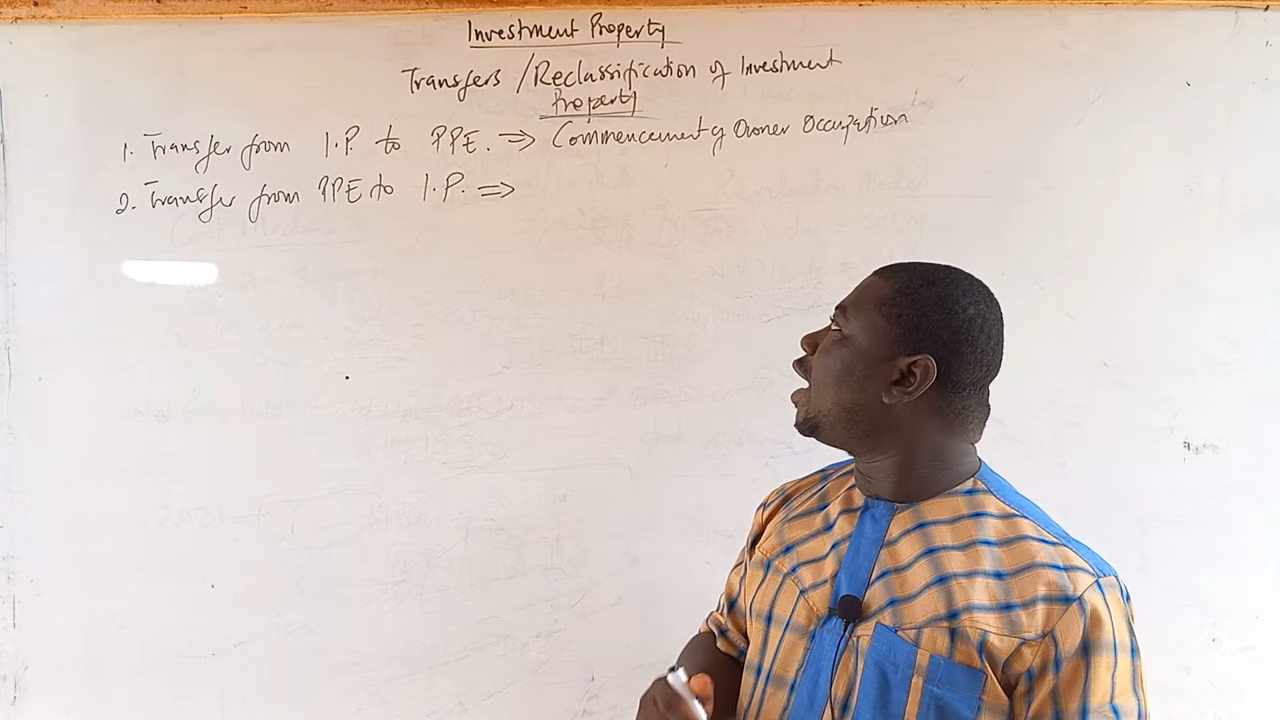 Investment Property
Transfers / Reclassification of Investment
Property
1. Transfer from I.P. to PPE. ⇒ Commencement of Owner Occupation
2. Transfer from PPE to I.P. ⇒